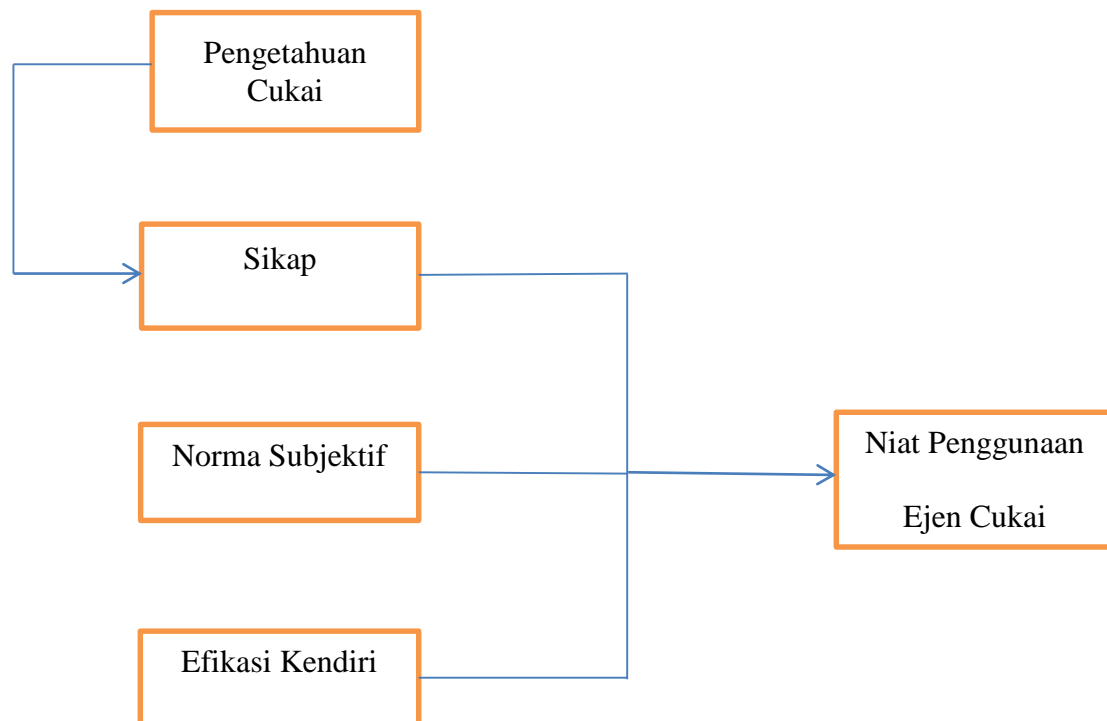 Pengetahuan
Cukai
Sikap
Norma Subjektif
Niat Penggunaan
Ejen Cukai
Efikasi Kendiri